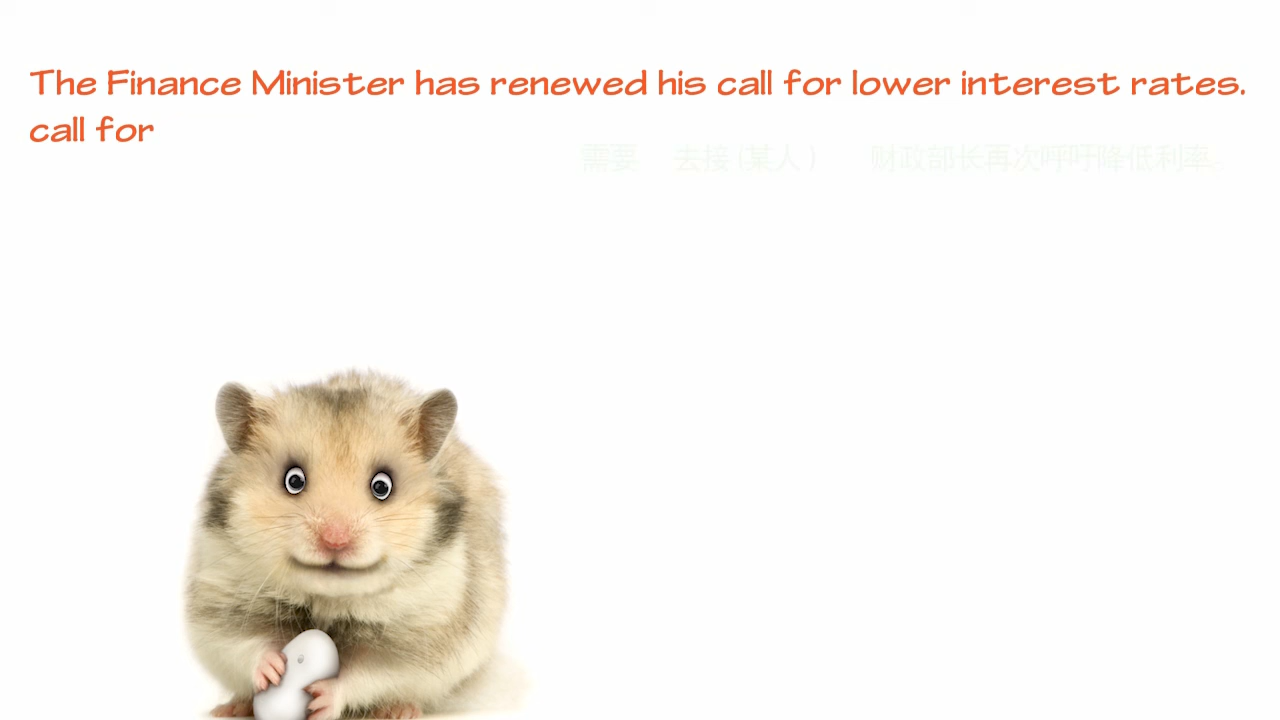 The Finance Minister has renewed his call for lower interest rates.
call for
需要 去接 (某人 ) 财政部长再次呼吁降低利率。